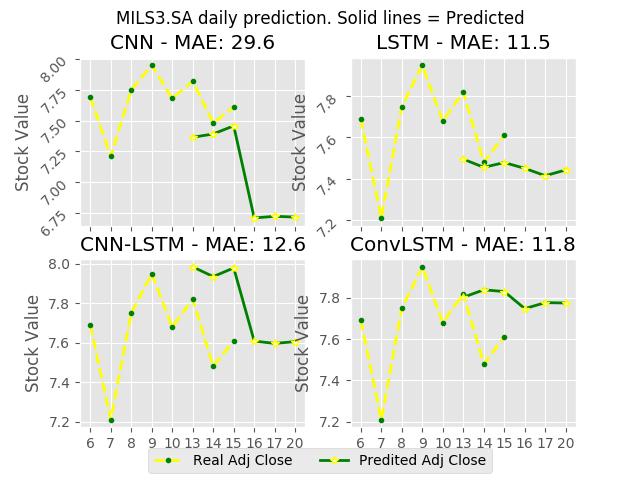 MILS3.SA daily prediction. Solid lines = Predicted
CNN - MAE: 29.6
Stock Value
8.00
7.75
7.50
7.25
7.00
6.75
LSTM - MAE: 11.5
Stock Value
7.8
7.6
7.4
7.2
CNN-LSTM - MAE: 12.6
Stock Value
8.0
7.8
7.6
7.4
7.2
6 7 8 9 10 13 14 15 16 17 20
ConvLSTM - MAE: 11.8
Stock Value
7.8
7.6
7.4
7.2
6 7 8 9 10 13 14 15 16 17 20
Real Adj Close Predited Adj Close